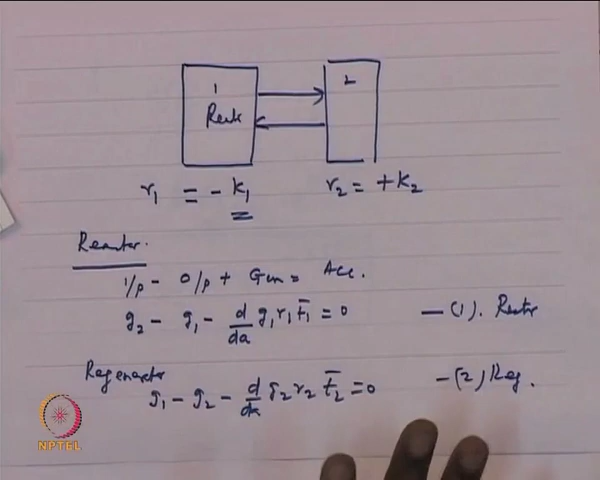 1
2
Reactr
r₁ = - k₁
r₂ = + k₂
Reactor.
i/p - o/p + Gen = Acc.
g₂ - g₁ - d/da g₁ r₁ t̄₁ = 0 — (1). Reactr
Regenerator
g₁ - g₂ - d/da g₂ r₂ t̄₂ = 0 — (2) Reg.
NPTEL